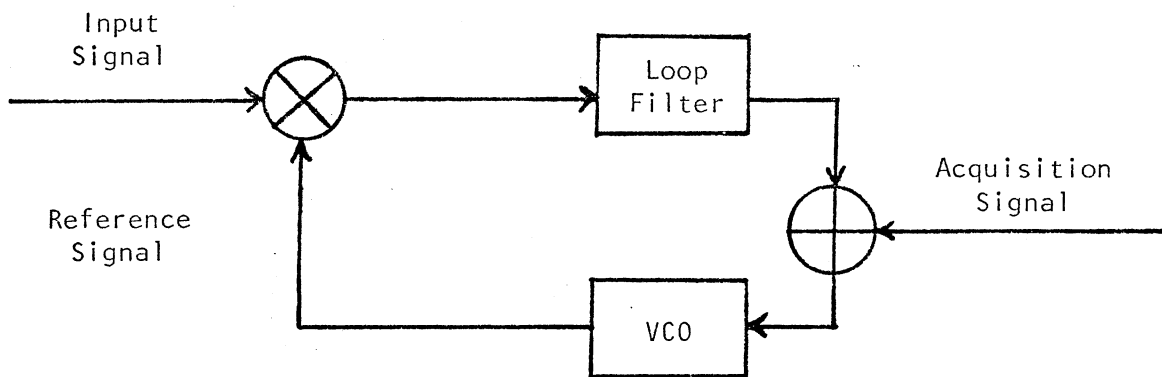 Input
Signal
Loop
Filter
Acquisition
Signal
Reference
Signal
VCO